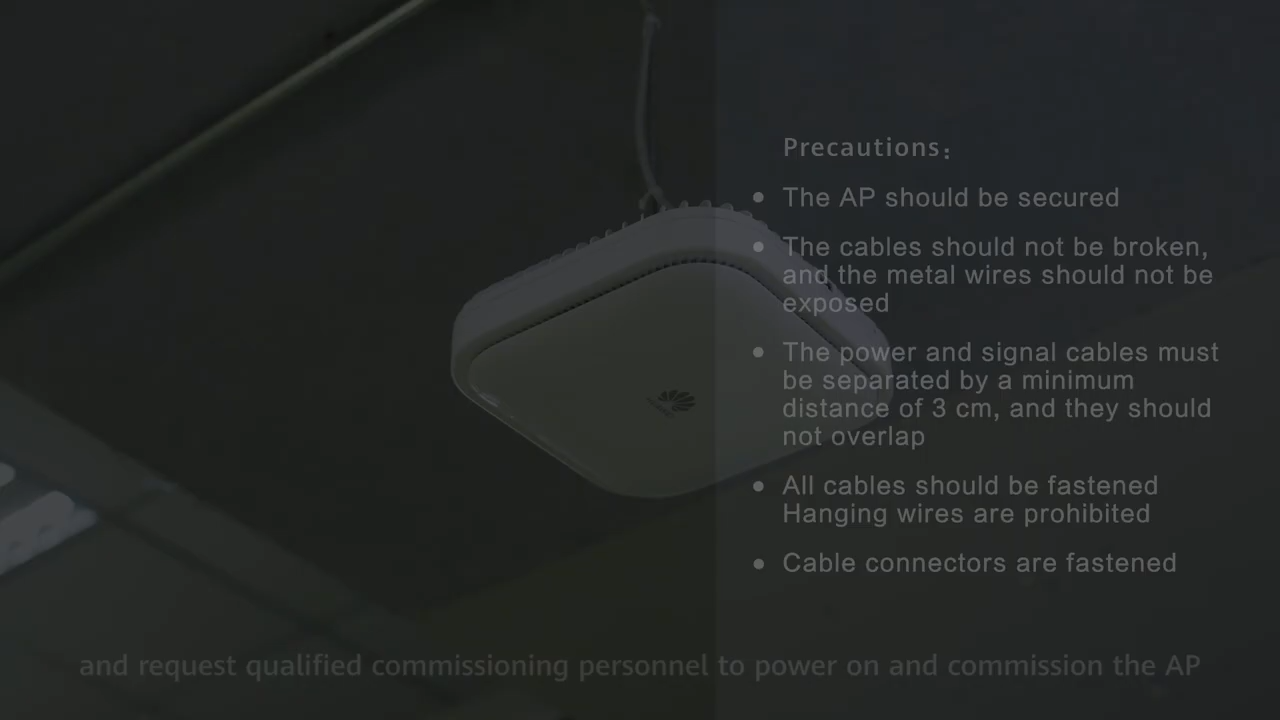 Precautions:
• The AP should be secured
• The cables should not be broken,
and the metal wires should not be
exposed
• The power and signal cables must
be separated by a minimum
distance of 3 cm, and they should
not overlap
• All cables should be fastened
Hanging wires are prohibited
• Cable connectors are fastened
and request qualified commissioning personnel to power on and commission the AP